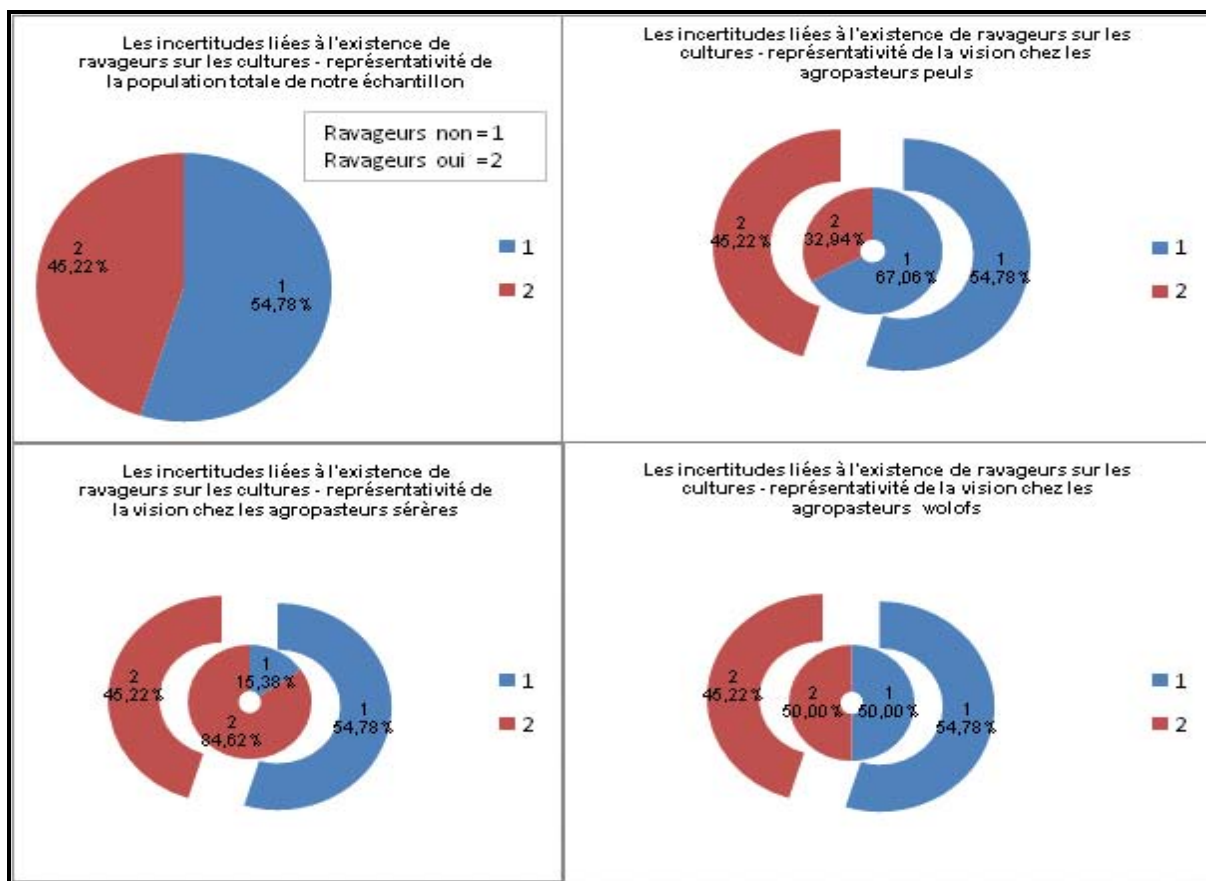 Les incertitudes liées à l'existence de
ravageurs sur les cultures - représentativité de
la population totale de notre échantillon
Ravageurs non = 1
Ravageurs oui = 2
2
45,22%
1
54,78%
1
2
Les incertitudes liées à l'existence de ravageurs sur les
cultures - représentativité de la vision chez les
agropasteurs peuls
2
45,22%
2
32,94%
1
67,06%
1
54,78%
1
2
Les incertitudes liées à l'existence de
ravageurs sur les cultures - représentativité de
la vision chez les agropasteurs sérères
2
45,22%
1
15,38%
2
84,62%
1
54,78%
1
2
Les incertitudes liées à l'existence de ravageurs sur les
cultures - représentativité de la vision chez les
agropasteurs wolofs
2
45,22%
2
50,00%
1
50,00%
1
54,78%
1
2